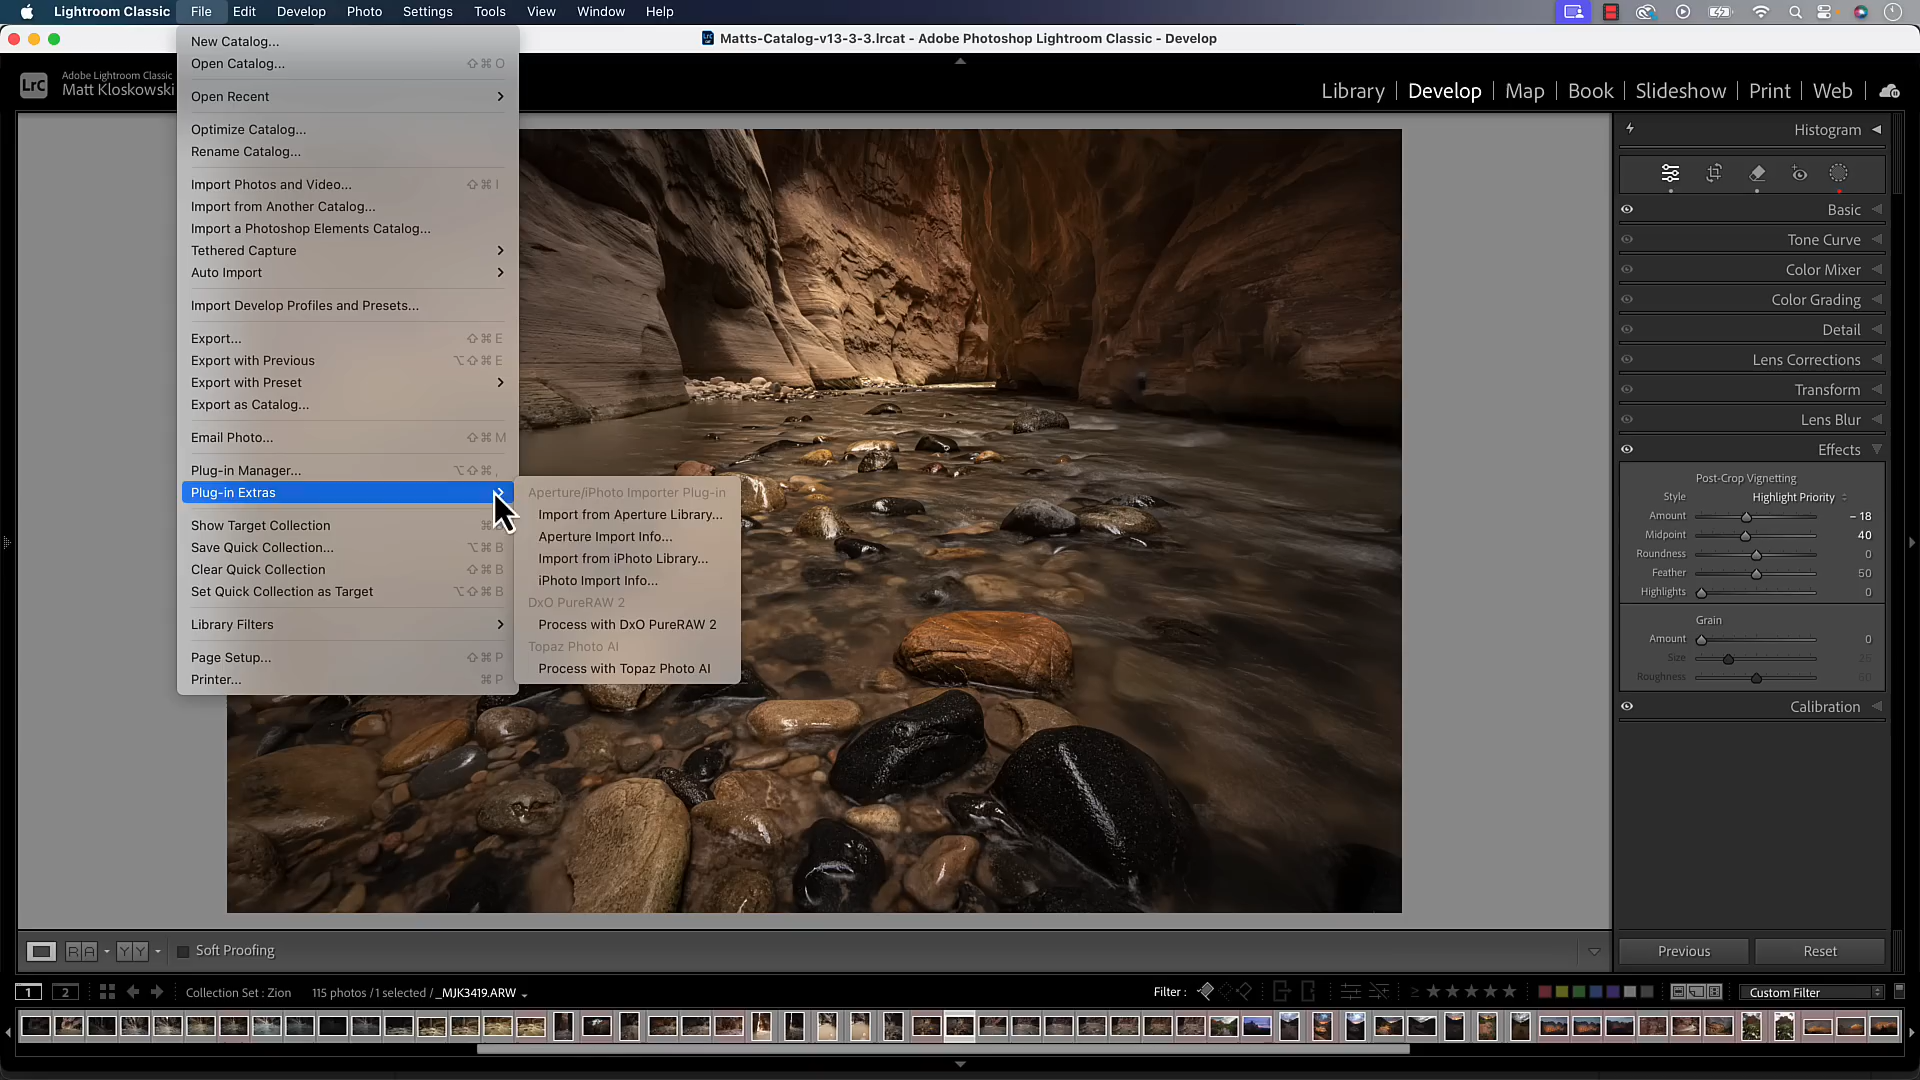 Lightroom Classic File Edit Develop Photo Settings Tools View Window Help
Matts-Catalog-v13-3-3.lrcat - Adobe Photoshop Lightroom Classic - Develop
LrC
Adobe Lightroom Classic
Matt Kloskowski
Library | Develop | Map | Book | Slideshow | Print | Web
New Catalog...
Open Catalog... ⇧⌘O
Open Recent
Optimize Catalog...
Rename Catalog...
Import Photos and Video... ⇧⌘I
Import from Another Catalog...
Import a Photoshop Elements Catalog...
Tethered Capture
Auto Import
Import Develop Profiles and Presets...
Export... ⇧⌘E
Export with Previous ⌥⇧⌘E
Export with Preset
Export as Catalog...
Email Photo... ⇧⌘M
Plug-in Manager... ⌥⇧⌘,
Plug-in Extras
Show Target Collection
Save Quick Collection... ⌥⌘B
Clear Quick Collection ⇧⌘B
Set Quick Collection as Target ⌥⇧⌘B
Library Filters
Page Setup... ⇧⌘P
Printer... ⌘P
Aperture/iPhoto Importer Plug-in
Import from Aperture Library...
Aperture Import Info...
Import from iPhoto Library...
iPhoto Import Info...
DxO PureRAW 2
Process with DxO PureRAW 2
Topaz Photo AI
Process with Topaz Photo AI
Histogram
Basic
Tone Curve
Color Mixer
Color Grading
Detail
Lens Corrections
Transform
Lens Blur
Effects
Post-Crop Vignetting
Style Highlight Priority
Amount - 18
Midpoint 40
Roundness 0
Feather 50
Highlights 0
Grain
Amount 0
Size 25
Roughness 50
Calibration
R A Y Y Soft Proofing
Previous Reset
1 2 Collection Set : Zion 115 photos / 1 selected / _MJK3419.ARW Filter : ≥ ★★★★★ Custom Filter